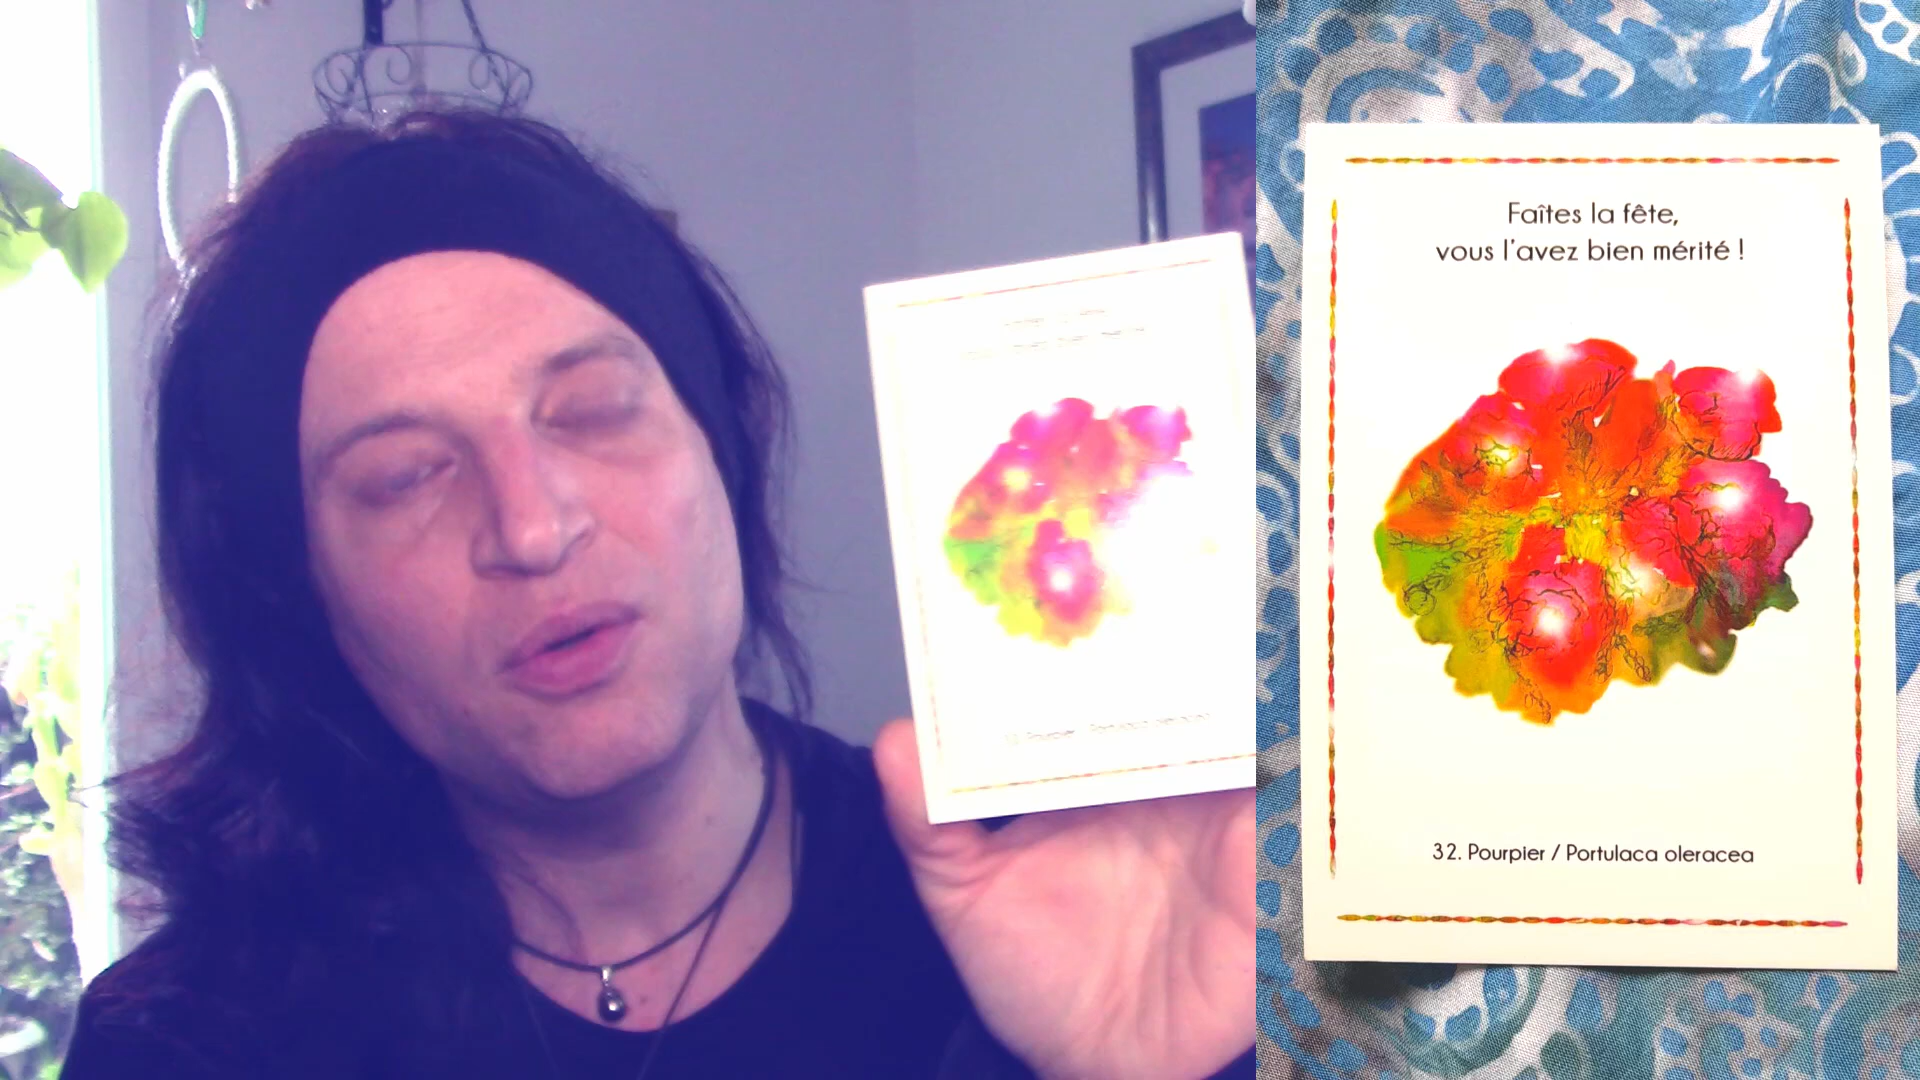 Faîtes la fête,
vous l'avez bien mérité !
32. Pourpier / Portulaca oleracea